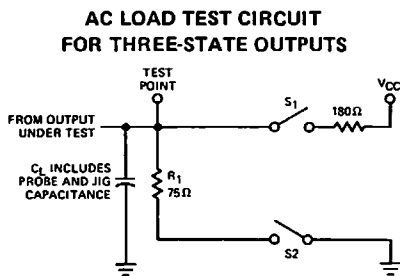 AC LOAD TEST CIRCUIT
FOR THREE-STATE OUTPUTS
TEST
POINT
VCC
S1
180Ω
FROM OUTPUT
UNDER TEST
CL INCLUDES
PROBE AND JIG
CAPACITANCE
R1
75Ω
S2